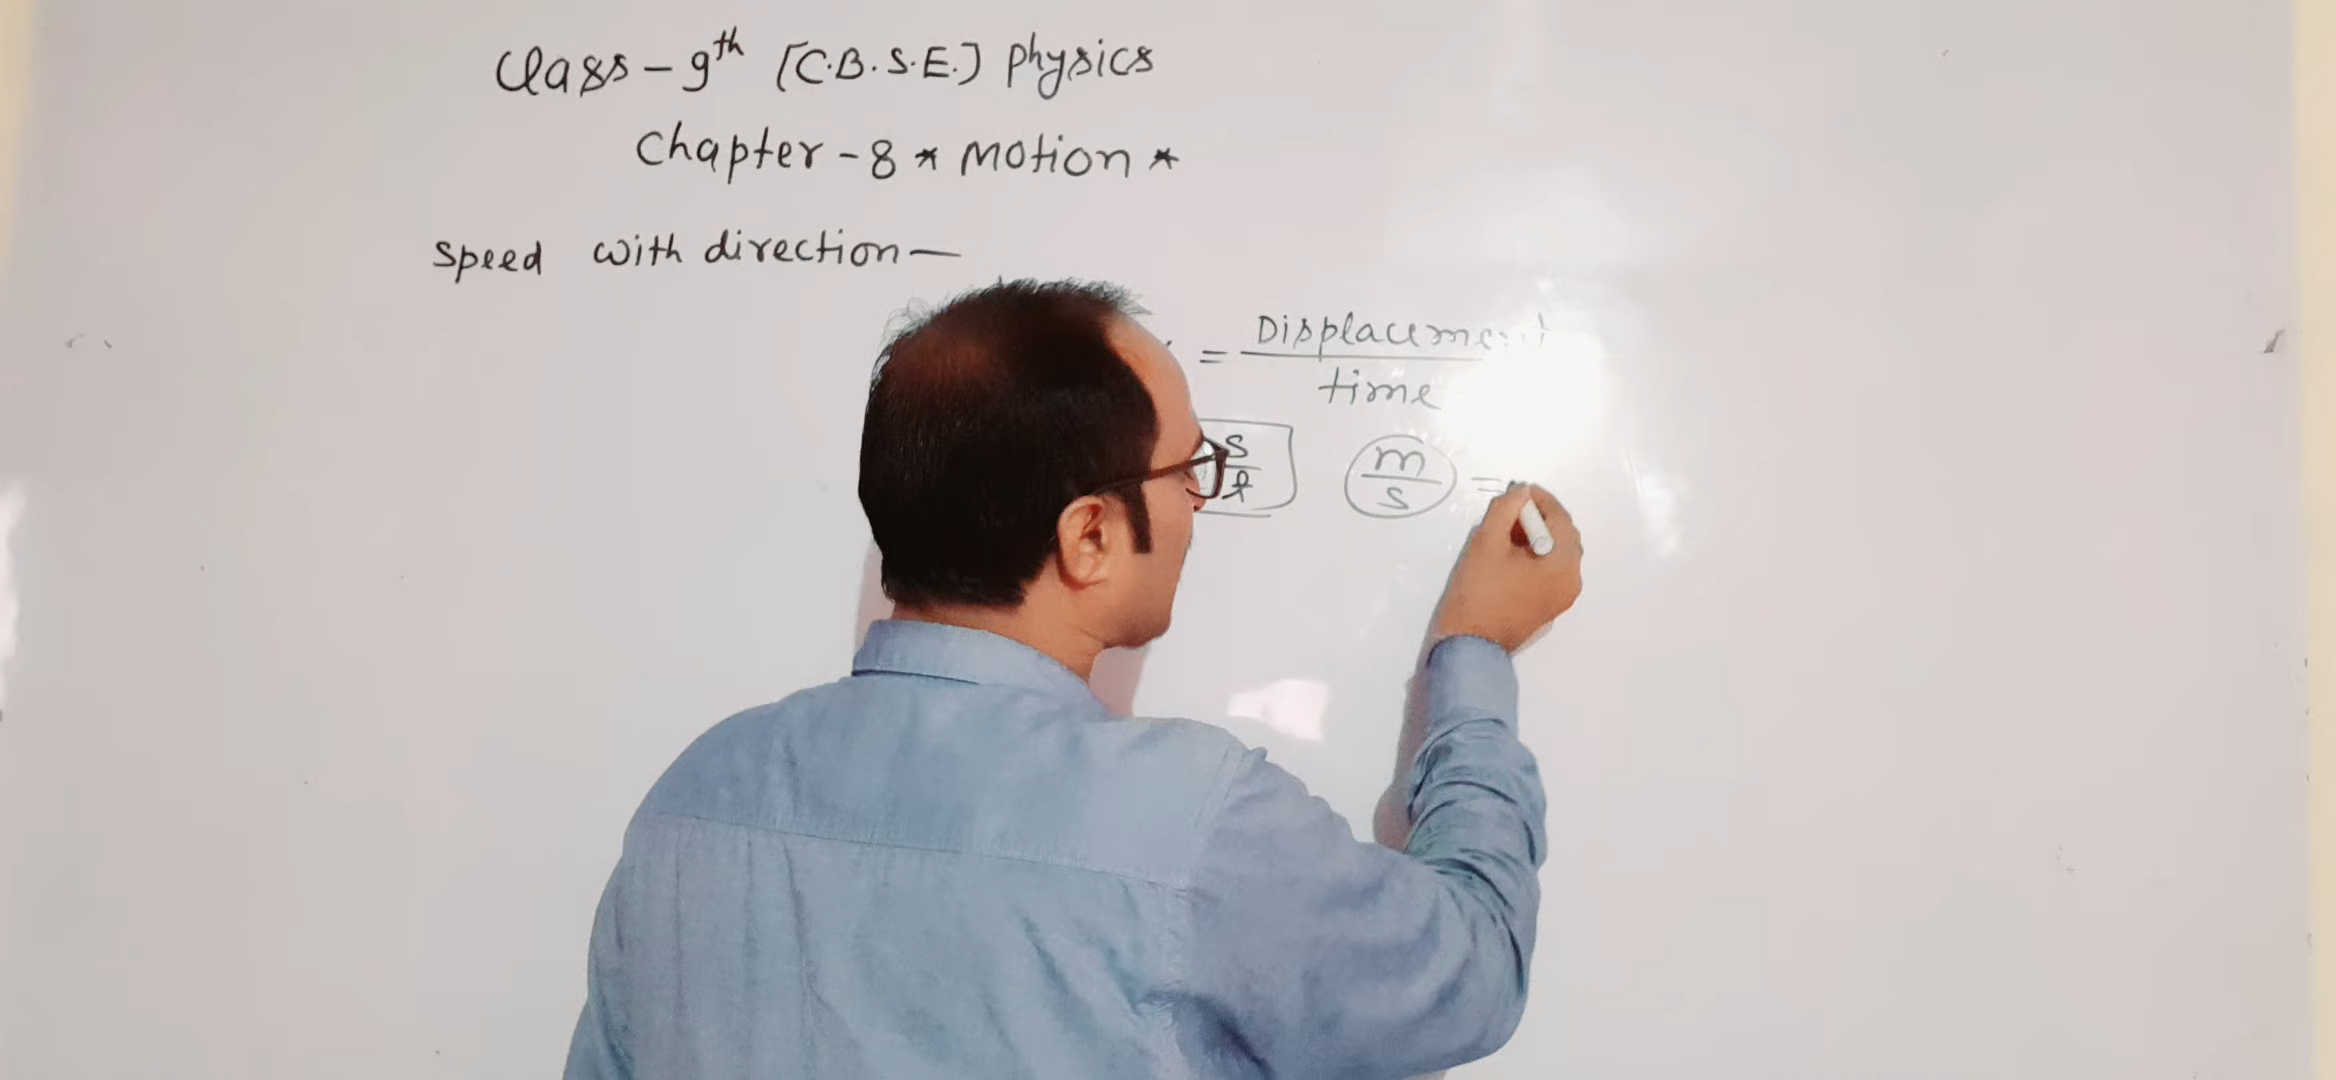 Class - 9th [C.B.S.E.] Physics
Chapter - 8 * Motion *
Speed with direction —
= Displacement
time
s
t
m
s
=